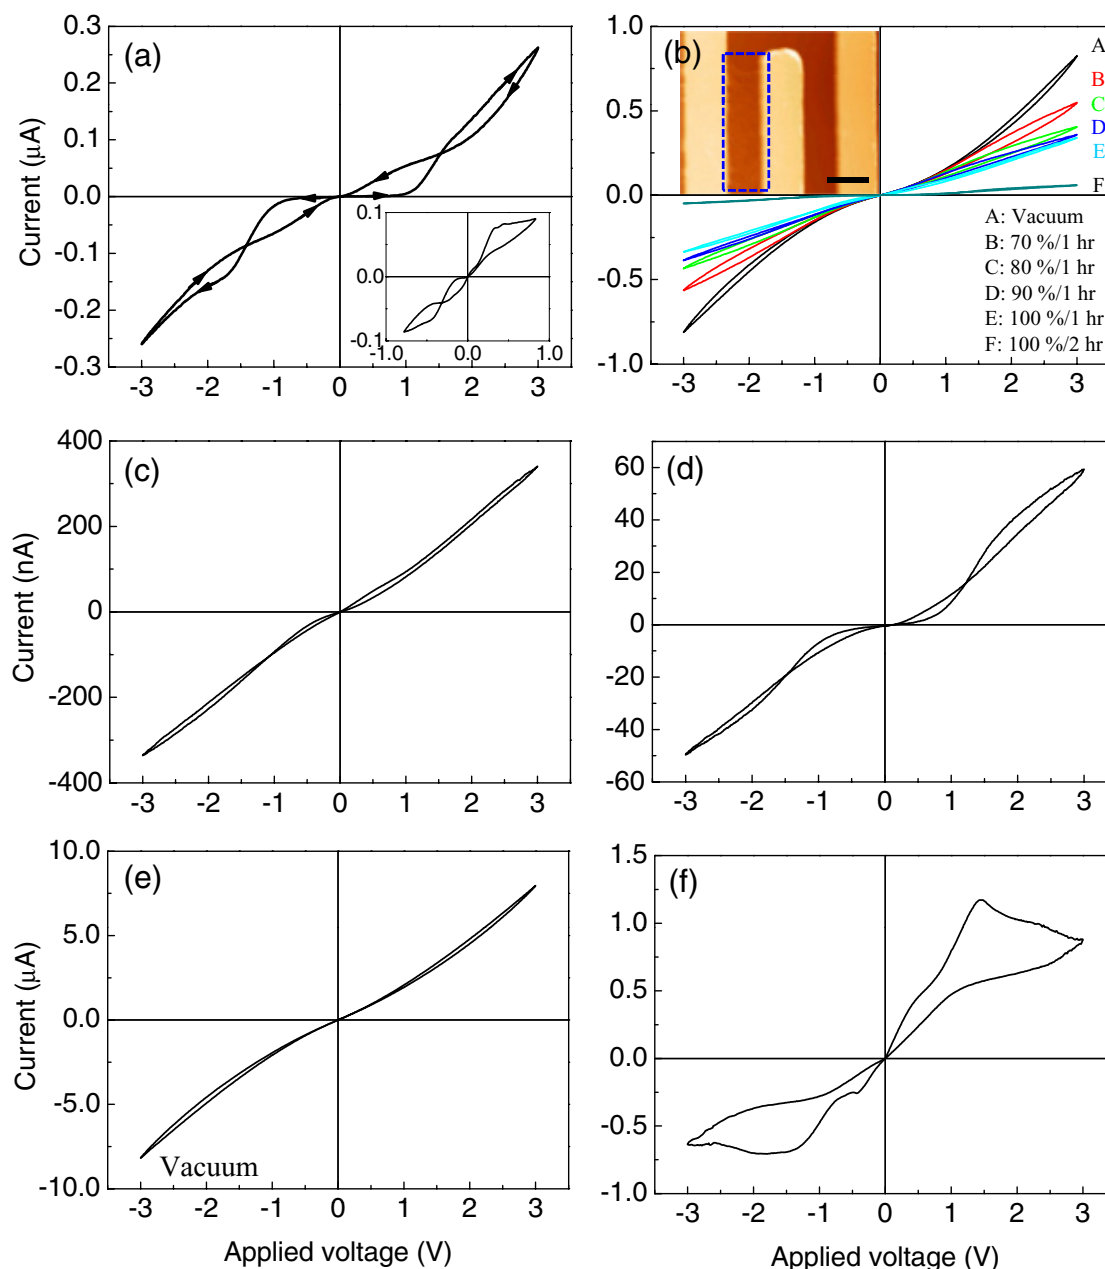 (a)
0.3
0.2
0.1
0.0
-0.1
-0.2
-0.3
Current (μA)
-3 -2 -1 0 1 2 3
0.1
0.0
-0.1
-1.0 0.0 1.0
(b)
1.0
0.5
0.0
-0.5
-1.0
-3 -2 -1 0 1 2 3
A
B
C
D
E
F
A: Vacuum
B: 70 %/1 hr
C: 80 %/1 hr
D: 90 %/1 hr
E: 100 %/1 hr
F: 100 %/2 hr
(c)
400
200
0
-200
-400
Current (nA)
-3 -2 -1 0 1 2 3
(d)
60
40
20
0
-20
-40
-60
-3 -2 -1 0 1 2 3
(e)
10.0
5.0
0.0
-5.0
-10.0
Current (μA)
Vacuum
-3 -2 -1 0 1 2 3
Applied voltage (V)
(f)
1.5
1.0
0.5
0.0
-0.5
-1.0
-3 -2 -1 0 1 2 3
Applied voltage (V)